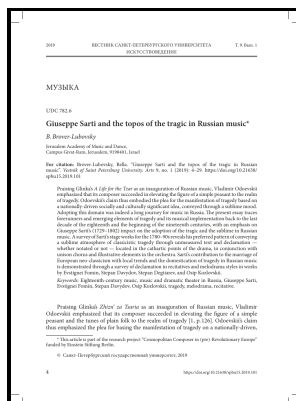 2019 ВЕСТНИК САНКТ-ПЕТЕРБУРГСКОГО УНИВЕРСИТЕТА Т. 9. Вып. 1
ИСКУССТВОВЕДЕНИЕ
МУЗЫКА
UDC 782.6
Giuseppe Sarti and the topos of the tragic in Russian music*
B. Brover-Lubovsky
Jerusalem Academy of Music and Dance,
Campus Givat-Ram, Jerusalem, 9190401, Israel
For citation: Brover-Lubovsky, Bella. “Giuseppe Sarti and the topos of the tragic in Russian
music”. Vestnik of Saint Petersburg University. Arts 9, no. 1 (2019): 4–29. https://doi.org/10.21638/
spbu15.2019.101
Praising Glinka’s A Life for the Tsar as an inauguration of Russian music, Vladimir Odoevskii
emphasized that its composer succeeded in elevating the figure of a simple peasant to the realm
of tragedy. Odoevskii’s claim thus embodied the plea for the manifestation of tragedy based on
a nationally-driven socially and culturally-significant idea, conveyed through a sublime mood.
Adopting this domain was indeed a long journey for music in Russia. The present essay traces
forerunners and emerging elements of tragedy and its musical implementation back to the last
decade of the eighteenth and the beginning of the nineteenth centuries, with an emphasis on
Giuseppe Sarti’s (1729–1802) impact on the adoption of the tragic and the sublime in Russian
music. A survey of Sarti’s stage works for the 1780–90s reveals his preferred pattern of conveying
a sublime atmosphere of classicistic tragedy through unmeasured text and declamation —
whether notated or not — located in the cathartic points of the drama, in conjunction with
unison chorus and illustrative elements in the orchestra. Sarti’s contribution to the marriage of
European neo-classicism with local trends and the domestication of tragedy in Russian music
is demonstrated through a survey of declamation in recitatives and melodrama styles in works
by Evstignei Fomin, Stepan Davydov, Stepan Degtiarev, and Osip Kozlovskii.
Keywords: eighteenth-century music, music and dramatic theater in Russia, Giuseppe Sarti,
Evstignei Fomin, Stepan Davydov, Osip Kozlovskii, tragedy, melodrama, recitative.
Praising Glinka’s Zhizn’ za Tsaria as an inauguration of Russian music, Vladimir
Odoevskii emphasized that its composer succeeded in elevating the figure of a simple
peasant and the tunes of plain folk to the realm of tragedy [1, p. 126]. Odoevskii’s claim
thus emphasized the plea for basing the manifestation of tragedy on a nationally-driven,
* This article is part of the research project “Cosmopolitan Composer in (pre) Revolutionary Europe”
funded by Einstein Stiftung Berlin.
© Санкт-Петербургский государственный университет, 2019
4 https://doi.org/10.21638/spbu15.2019.101